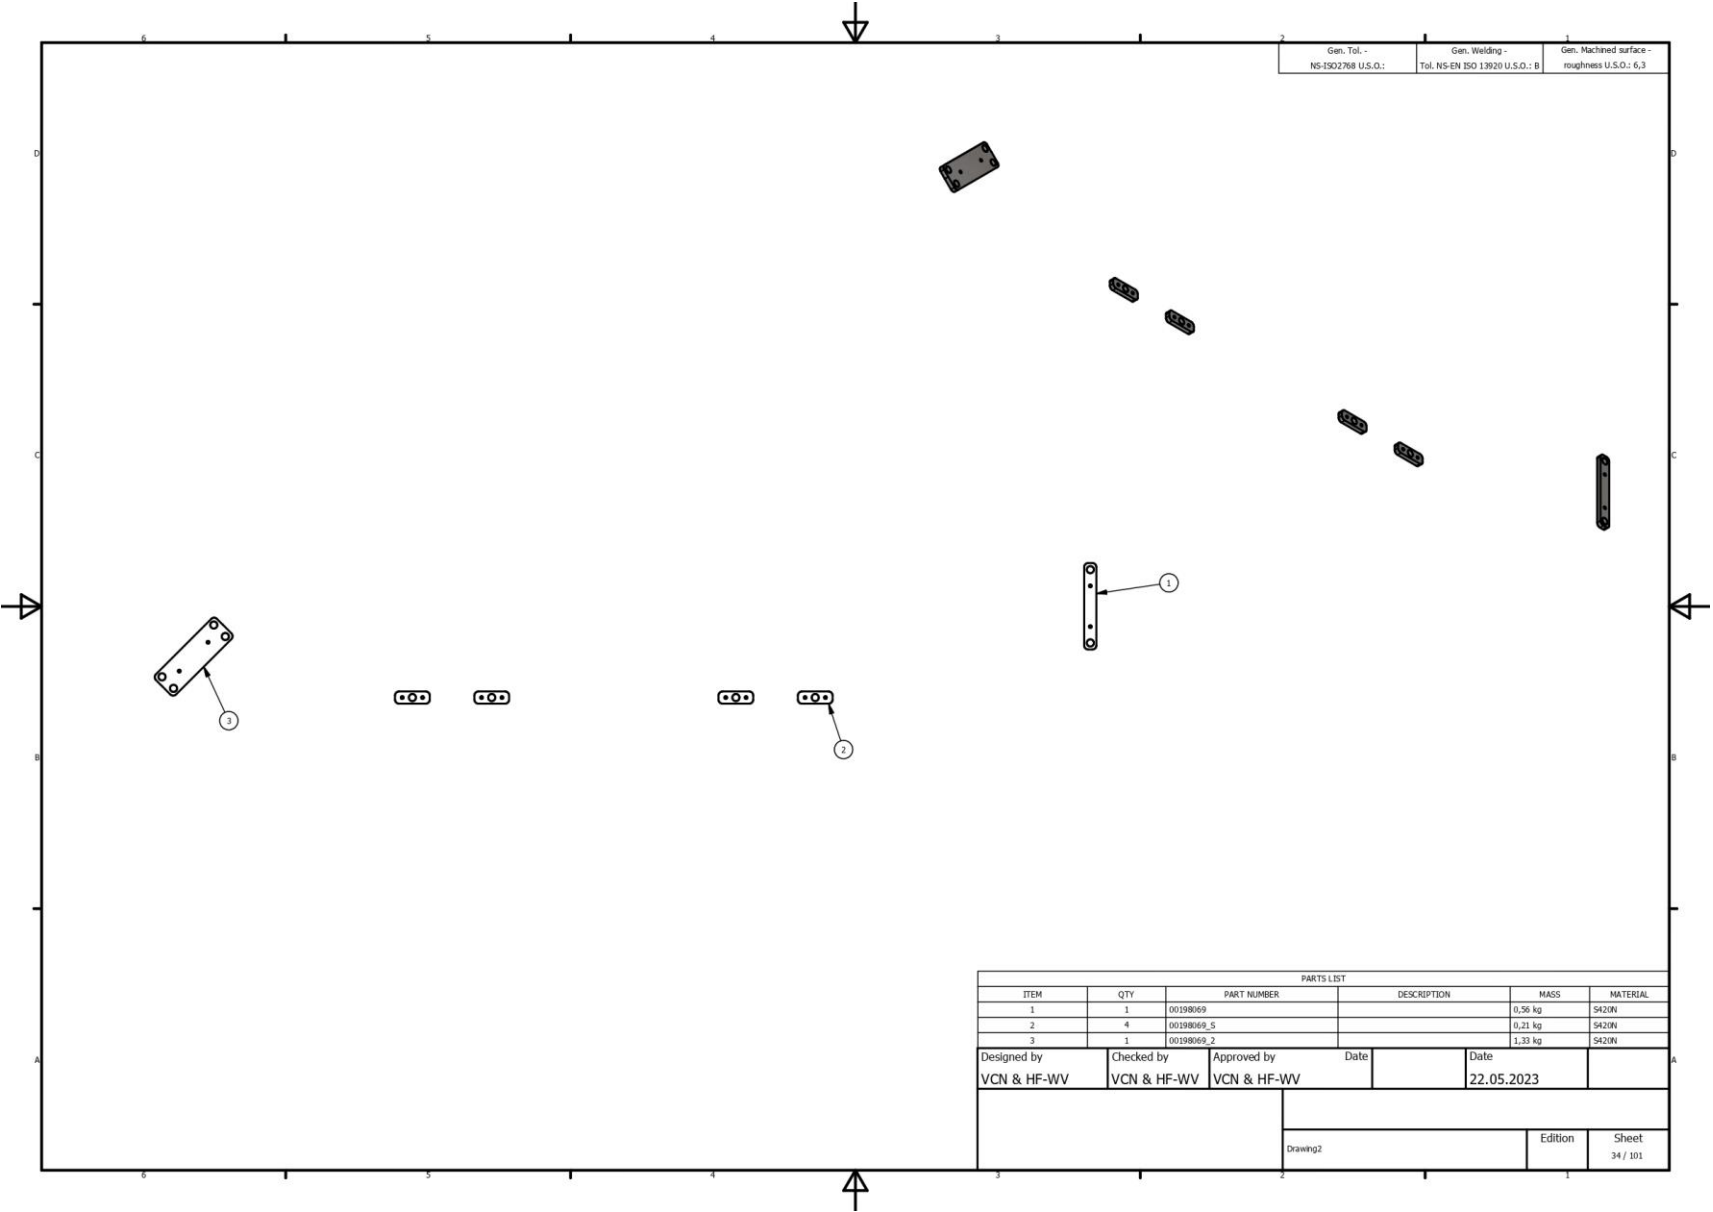 6 5 4 3 2 1
Gen. Tol. -
NS-ISO2768 U.S.O.:
Gen. Welding -
Tol. NS-EN ISO 13920 U.S.O.: B
Gen. Machined surface -
roughness U.S.O.: 6,3
D D
C C
1
3
2
B B
PARTS LIST
ITEM QTY PART NUMBER DESCRIPTION MASS MATERIAL
1 1 00198069 0,56 kg S420N
2 4 00198069_S 0,21 kg S420N
3 1 00198069_2 1,33 kg S420N
A A
Designed by Checked by Approved by Date Date
VCN & HF-WV VCN & HF-WV VCN & HF-WV 22.05.2023
Edition Sheet
Drawing2 34 / 101
6 5 4 3 2 1